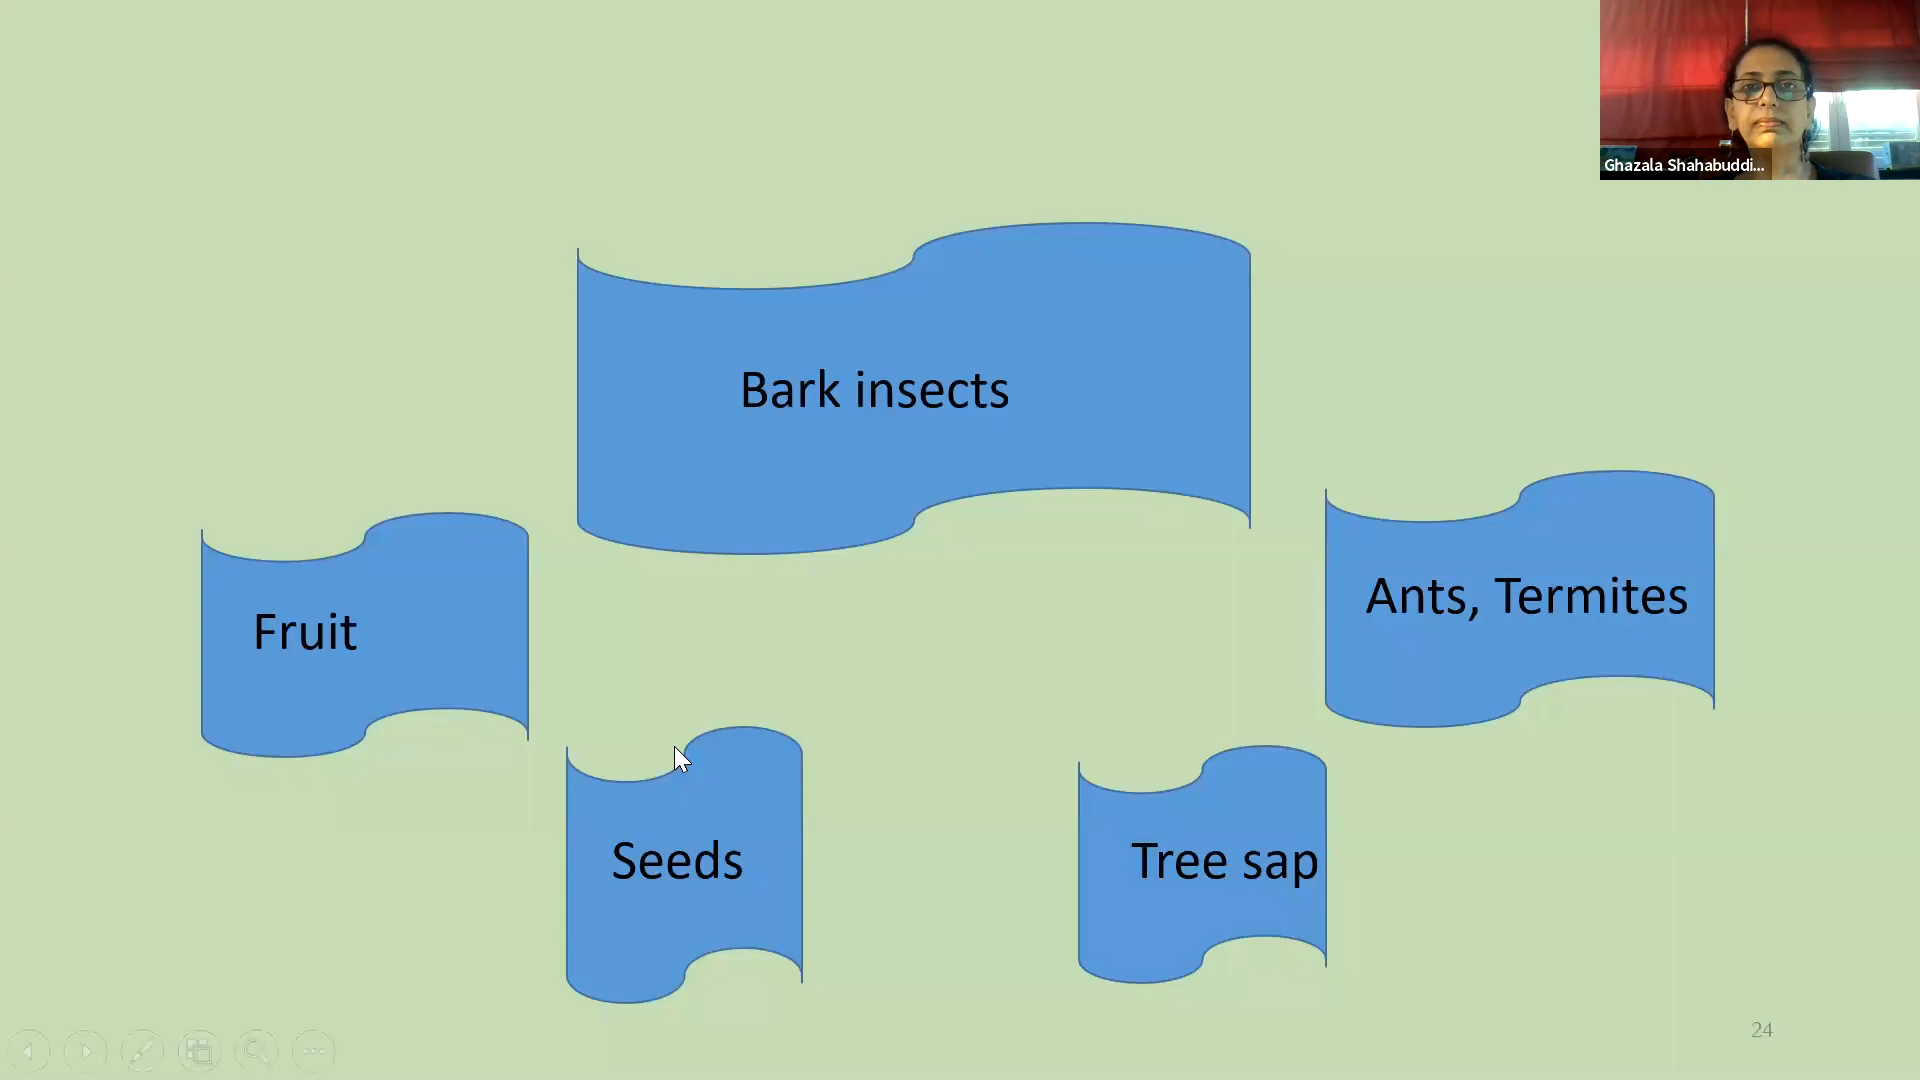 Ghazala Shahabuddi...
Bark insects
Ants, Termites
Fruit
Seeds
Tree sap
24